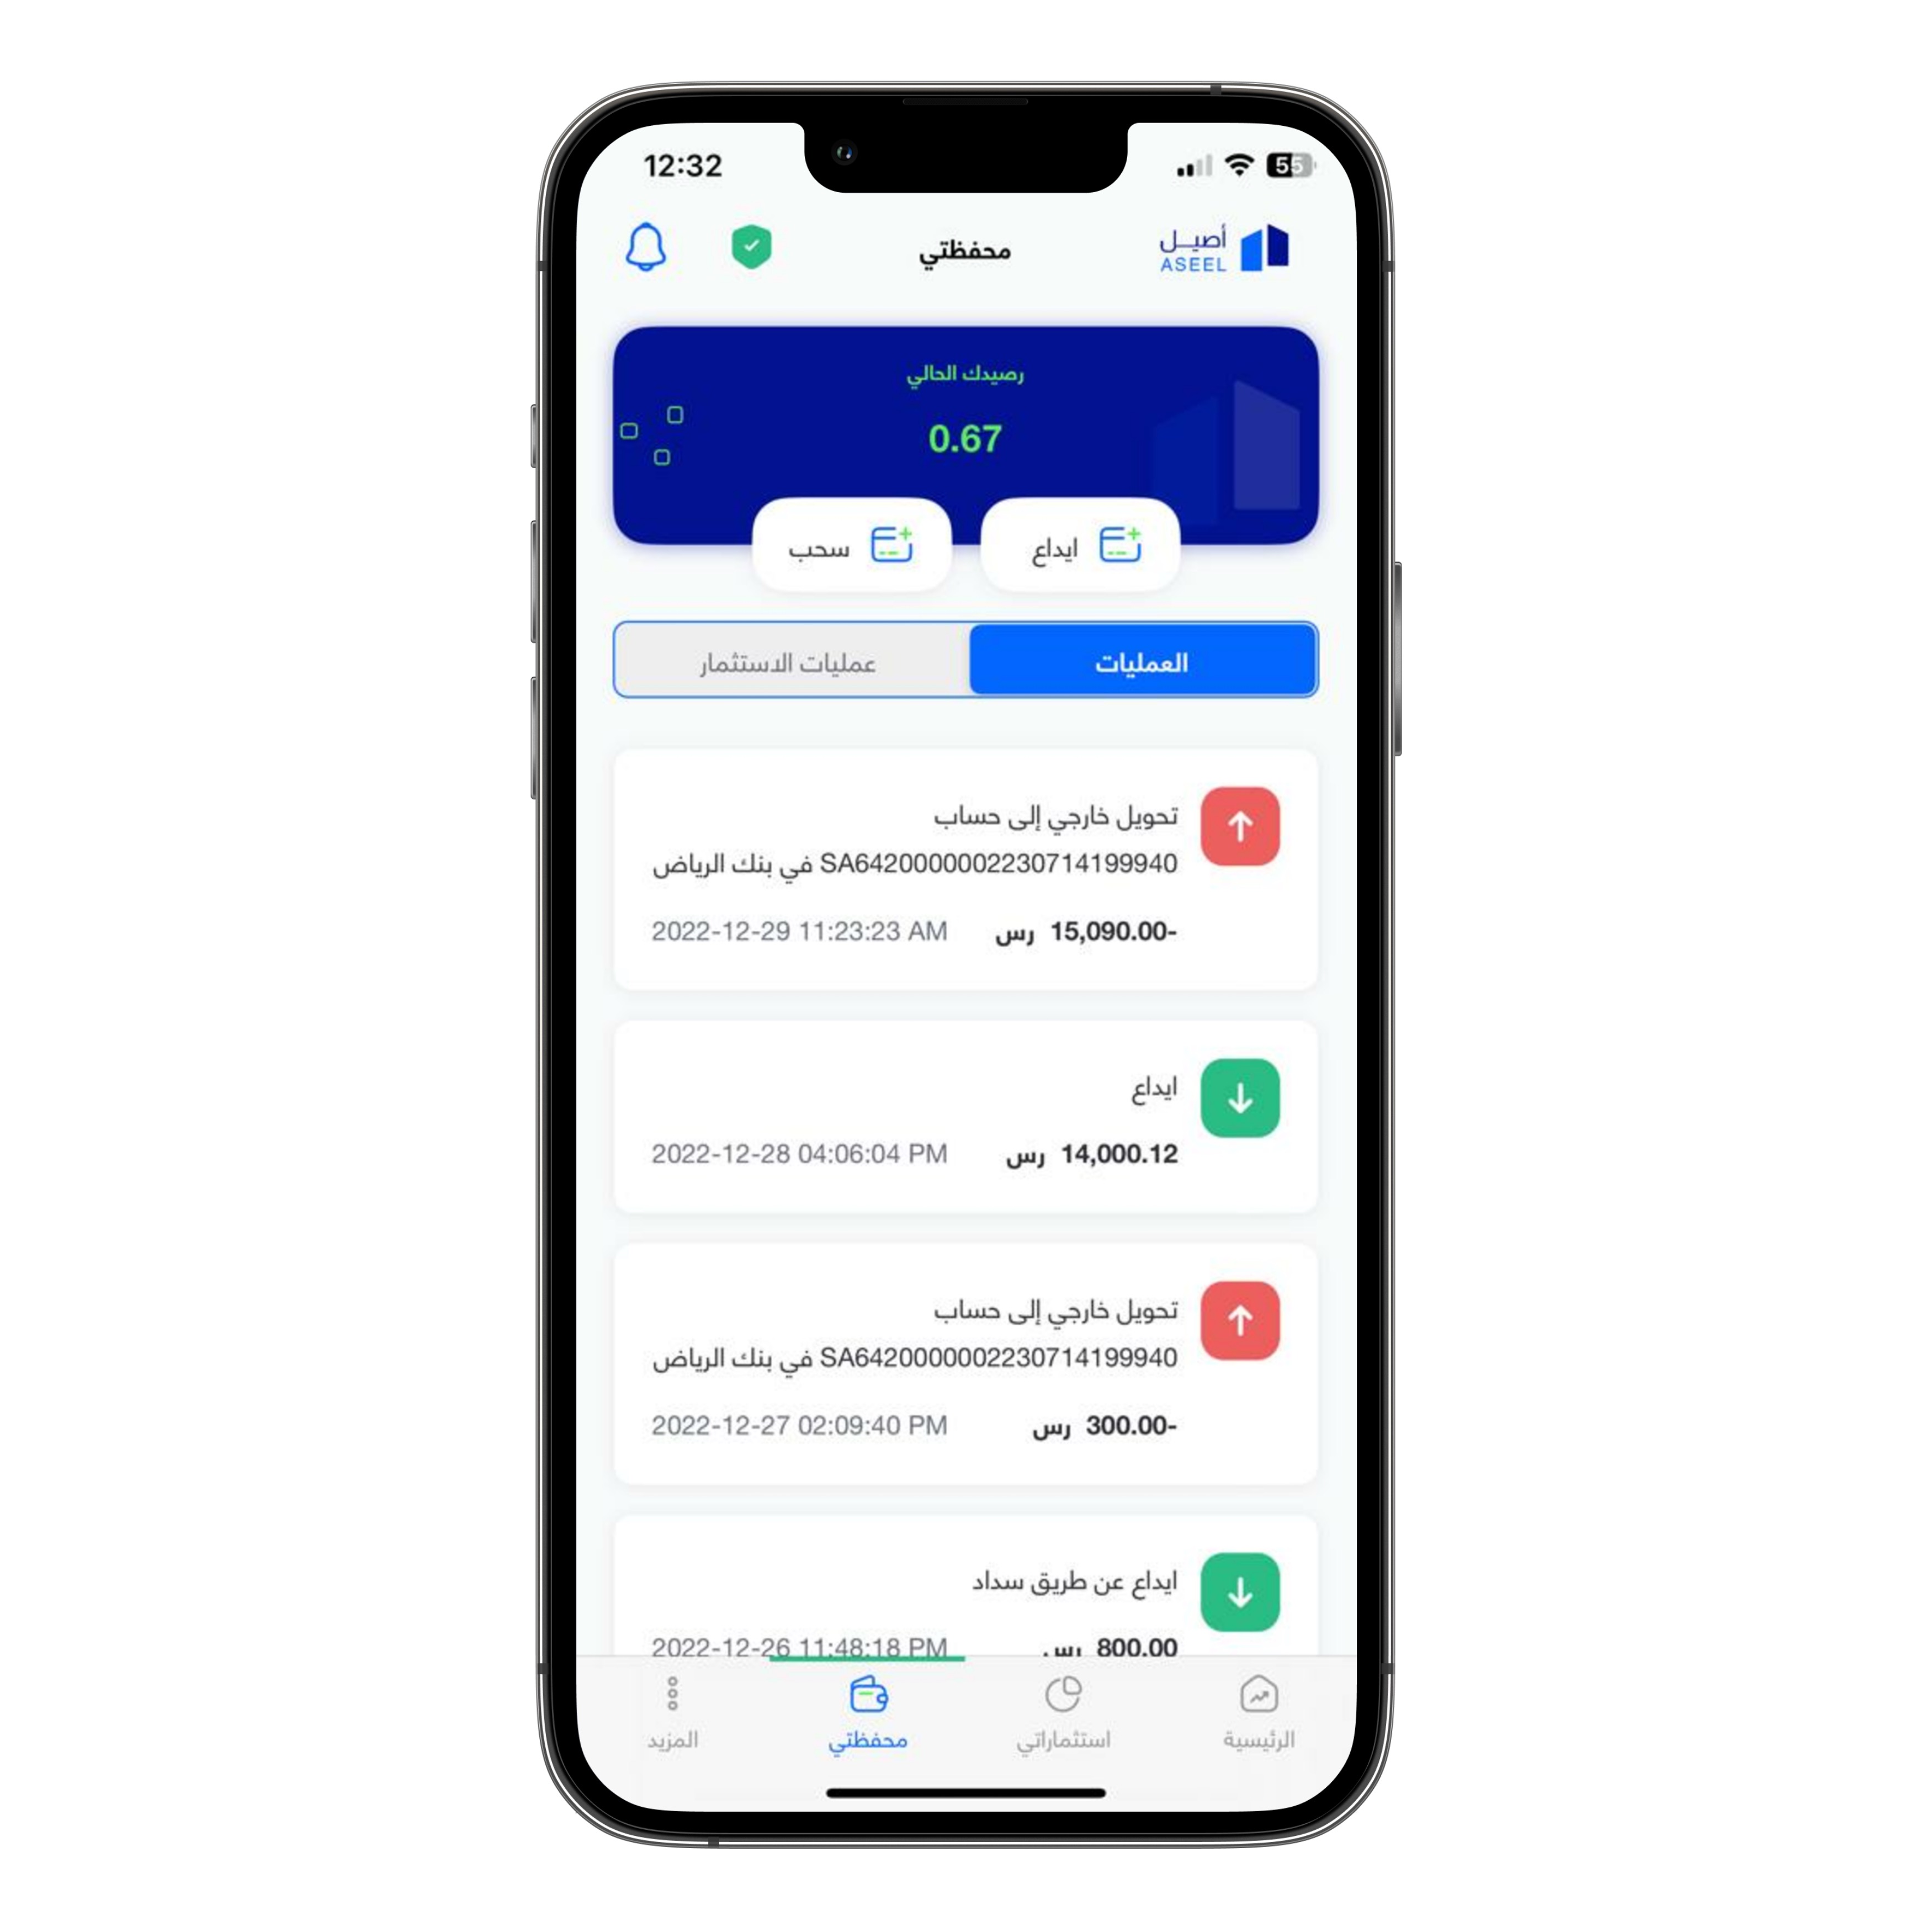 12:32
55
أصيل
ASEEL
محفظتي
رصيدك الحالي
0.67
ايداع
سحب
العمليات
عمليات الاستثمار
تحويل خارجي إلى حساب
SA6420000002230714199940 في بنك الرياض
-15,090.00 رس
2022-12-29 11:23:23 AM
ايداع
14,000.12 رس
2022-12-28 04:06:04 PM
تحويل خارجي إلى حساب
SA6420000002230714199940 في بنك الرياض
-300.00 رس
2022-12-27 02:09:40 PM
ايداع عن طريق سداد
800.00 رس
2022-12-26 11:48:18 PM
الرئيسية
استثماراتي
محفظتي
المزيد